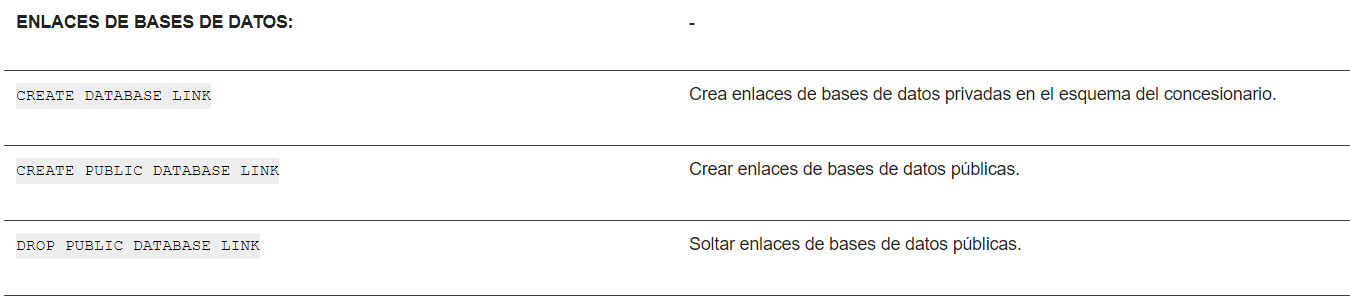 ENLACES DE BASES DE DATOS: -
CREATE DATABASE LINK Crea enlaces de bases de datos privadas en el esquema del concesionario.
CREATE PUBLIC DATABASE LINK Crear enlaces de bases de datos públicas.
DROP PUBLIC DATABASE LINK Soltar enlaces de bases de datos públicas.